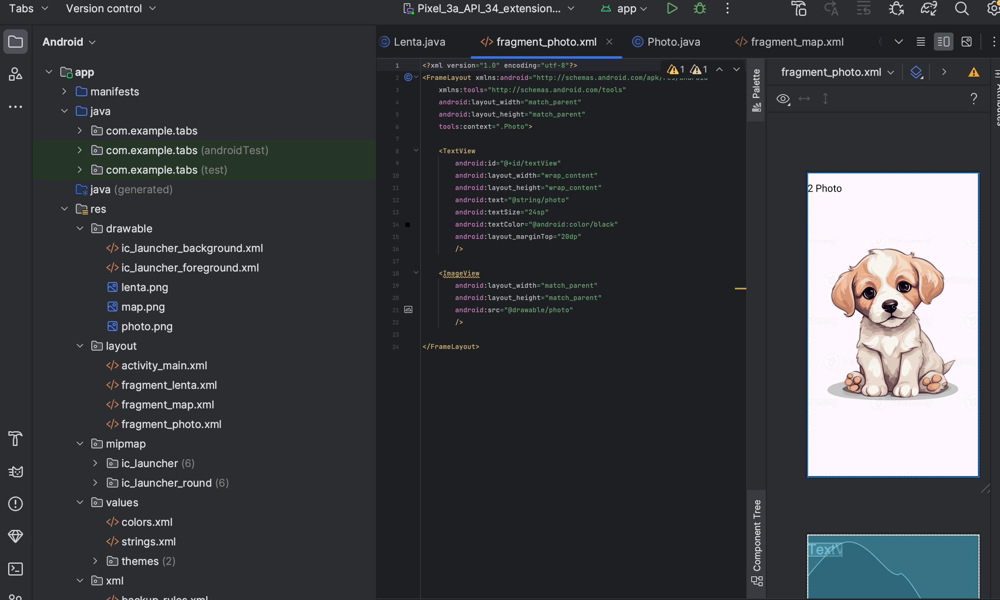 Tabs
Version control
Pixel_3a_API_34_extension...
app
Android
app
manifests
java
com.example.tabs
com.example.tabs (androidTest)
com.example.tabs (test)
java (generated)
res
drawable
ic_launcher_background.xml
ic_launcher_foreground.xml
lenta.png
map.png
photo.png
layout
activity_main.xml
fragment_lenta.xml
fragment_map.xml
fragment_photo.xml
mipmap
ic_launcher (6)
ic_launcher_round (6)
values
colors.xml
strings.xml
themes (2)
xml
backup_rules.xml
Lenta.java
fragment_photo.xml
Photo.java
fragment_map.xml
1 <?xml version="1.0" encoding="utf-8"?>
1 1
2 <FrameLayout xmlns:android="http://schemas.android.com/apk/res/android
3 xmlns:tools="http://schemas.android.com/tools"
4 android:layout_width="match_parent"
5 android:layout_height="match_parent"
6 tools:context=".Photo">
7
8 <TextView
9 android:id="@+id/textView"
10 android:layout_width="wrap_content"
11 android:layout_height="wrap_content"
12 android:text="@string/photo"
13 android:textSize="24sp"
14 android:textColor="@android:color/black"
15 android:layout_marginTop="20dp"
16 />
17
18 <ImageView
19 android:layout_width="match_parent"
20 android:layout_height="match_parent"
21 android:src="@drawable/photo"
22 />
23
24 </FrameLayout>
Palette
Component Tree
fragment_photo.xml
Attributes
?
2 Photo
Vecteezy
TextV